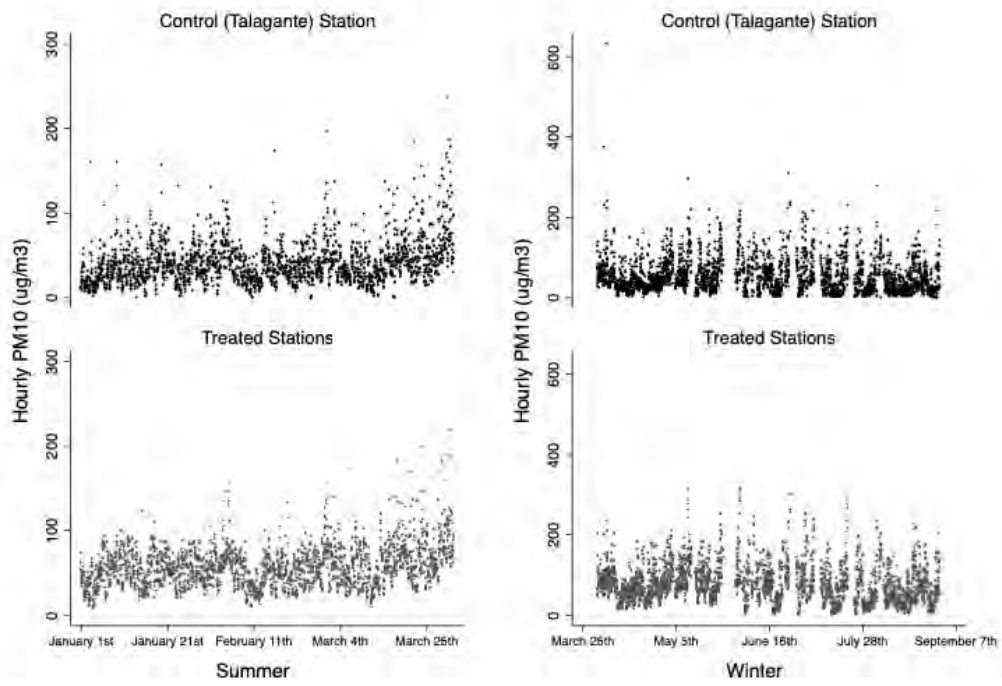 Control (Talagante) Station
Hourly PM10 (ug/m3)
300
200
100
0
Treated Stations
300
200
100
0
January 1st
January 21st
February 11th
March 4th
March 25th
Summer
Control (Talagante) Station
Hourly PM10 (ug/m3)
600
400
200
0
Treated Stations
600
400
200
0
March 25th
May 5th
June 16th
July 28th
September 7th
Winter